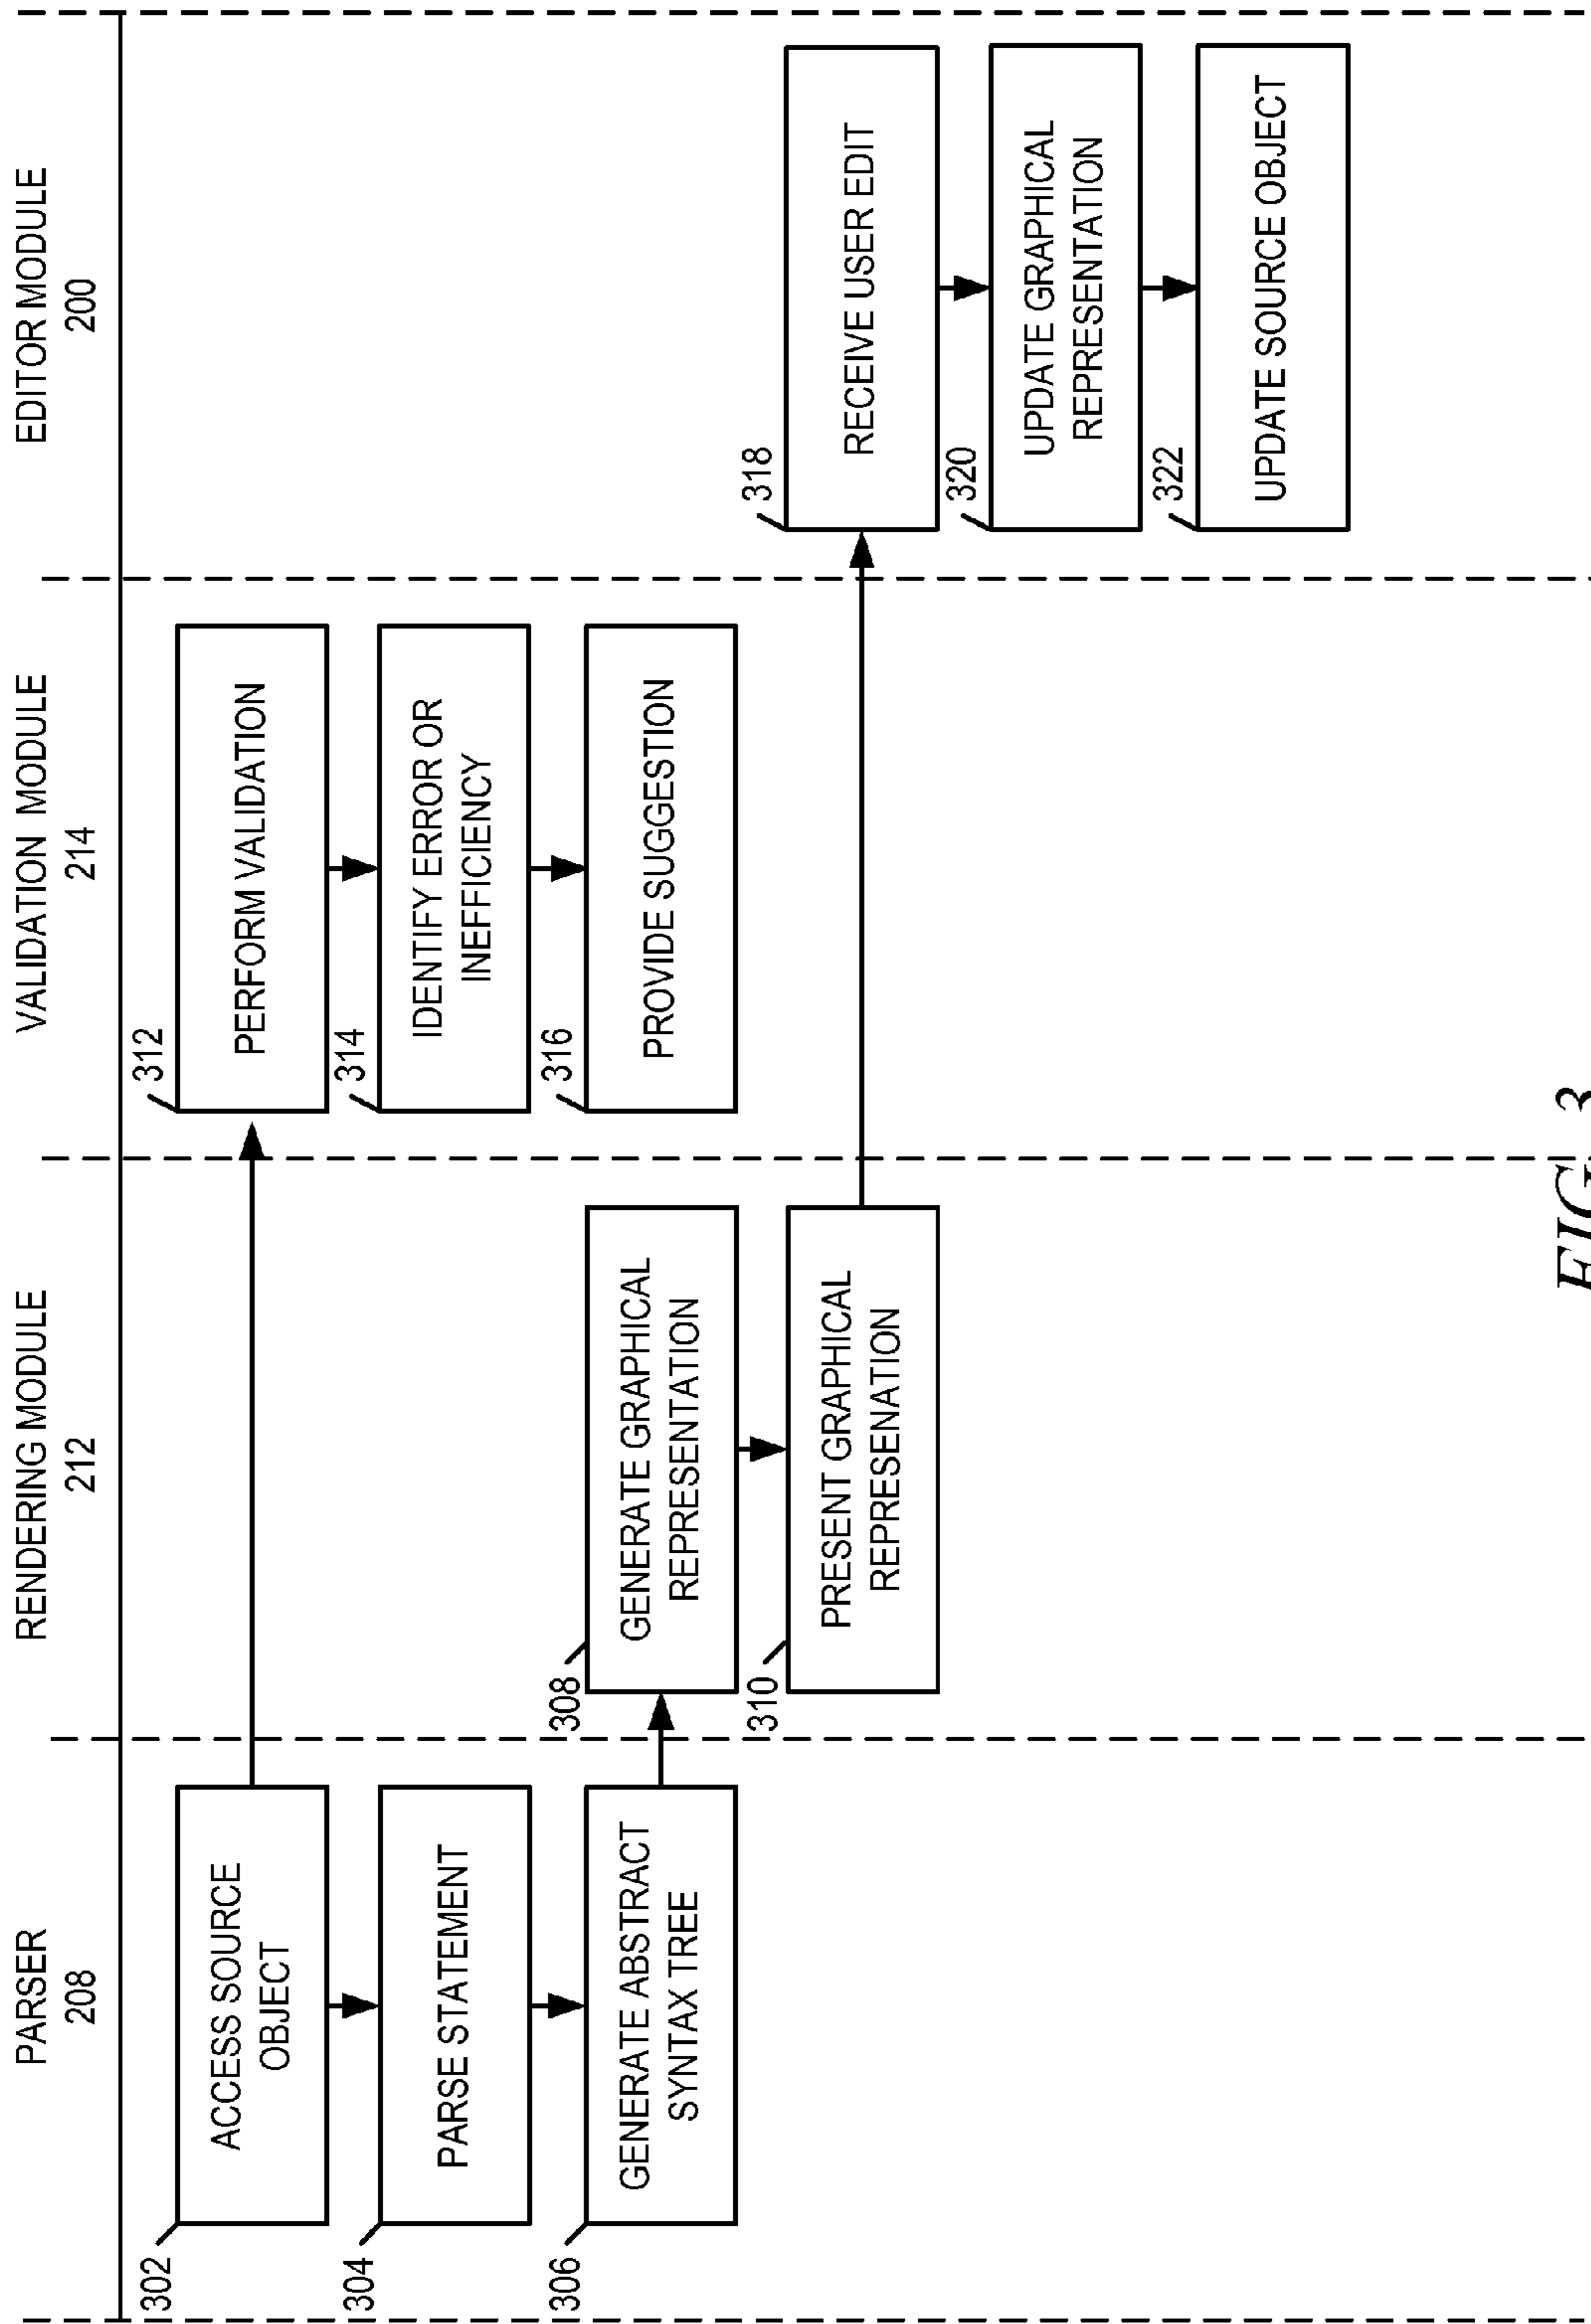 PARSER
208
RENDERING MODULE
212
VALIDATION MODULE
214
EDITOR MODULE
200
302
ACCESS SOURCE
OBJECT
304
PARSE STATEMENT
306
GENERATE ABSTRACT
SYNTAX TREE
308
GENERATE GRAPHICAL
REPRESENTATION
310
PRESENT GRAPHICAL
REPRESENATION
312
PERFORM VALIDATION
314
IDENTIFY ERROR OR
INEFFICIENCY
316
PROVIDE SUGGESTION
318
RECEIVE USER EDIT
320
UPDATE GRAPHICAL
REPRESENTATION
322
UPDATE SOURCE OBJECT
FIG. 3